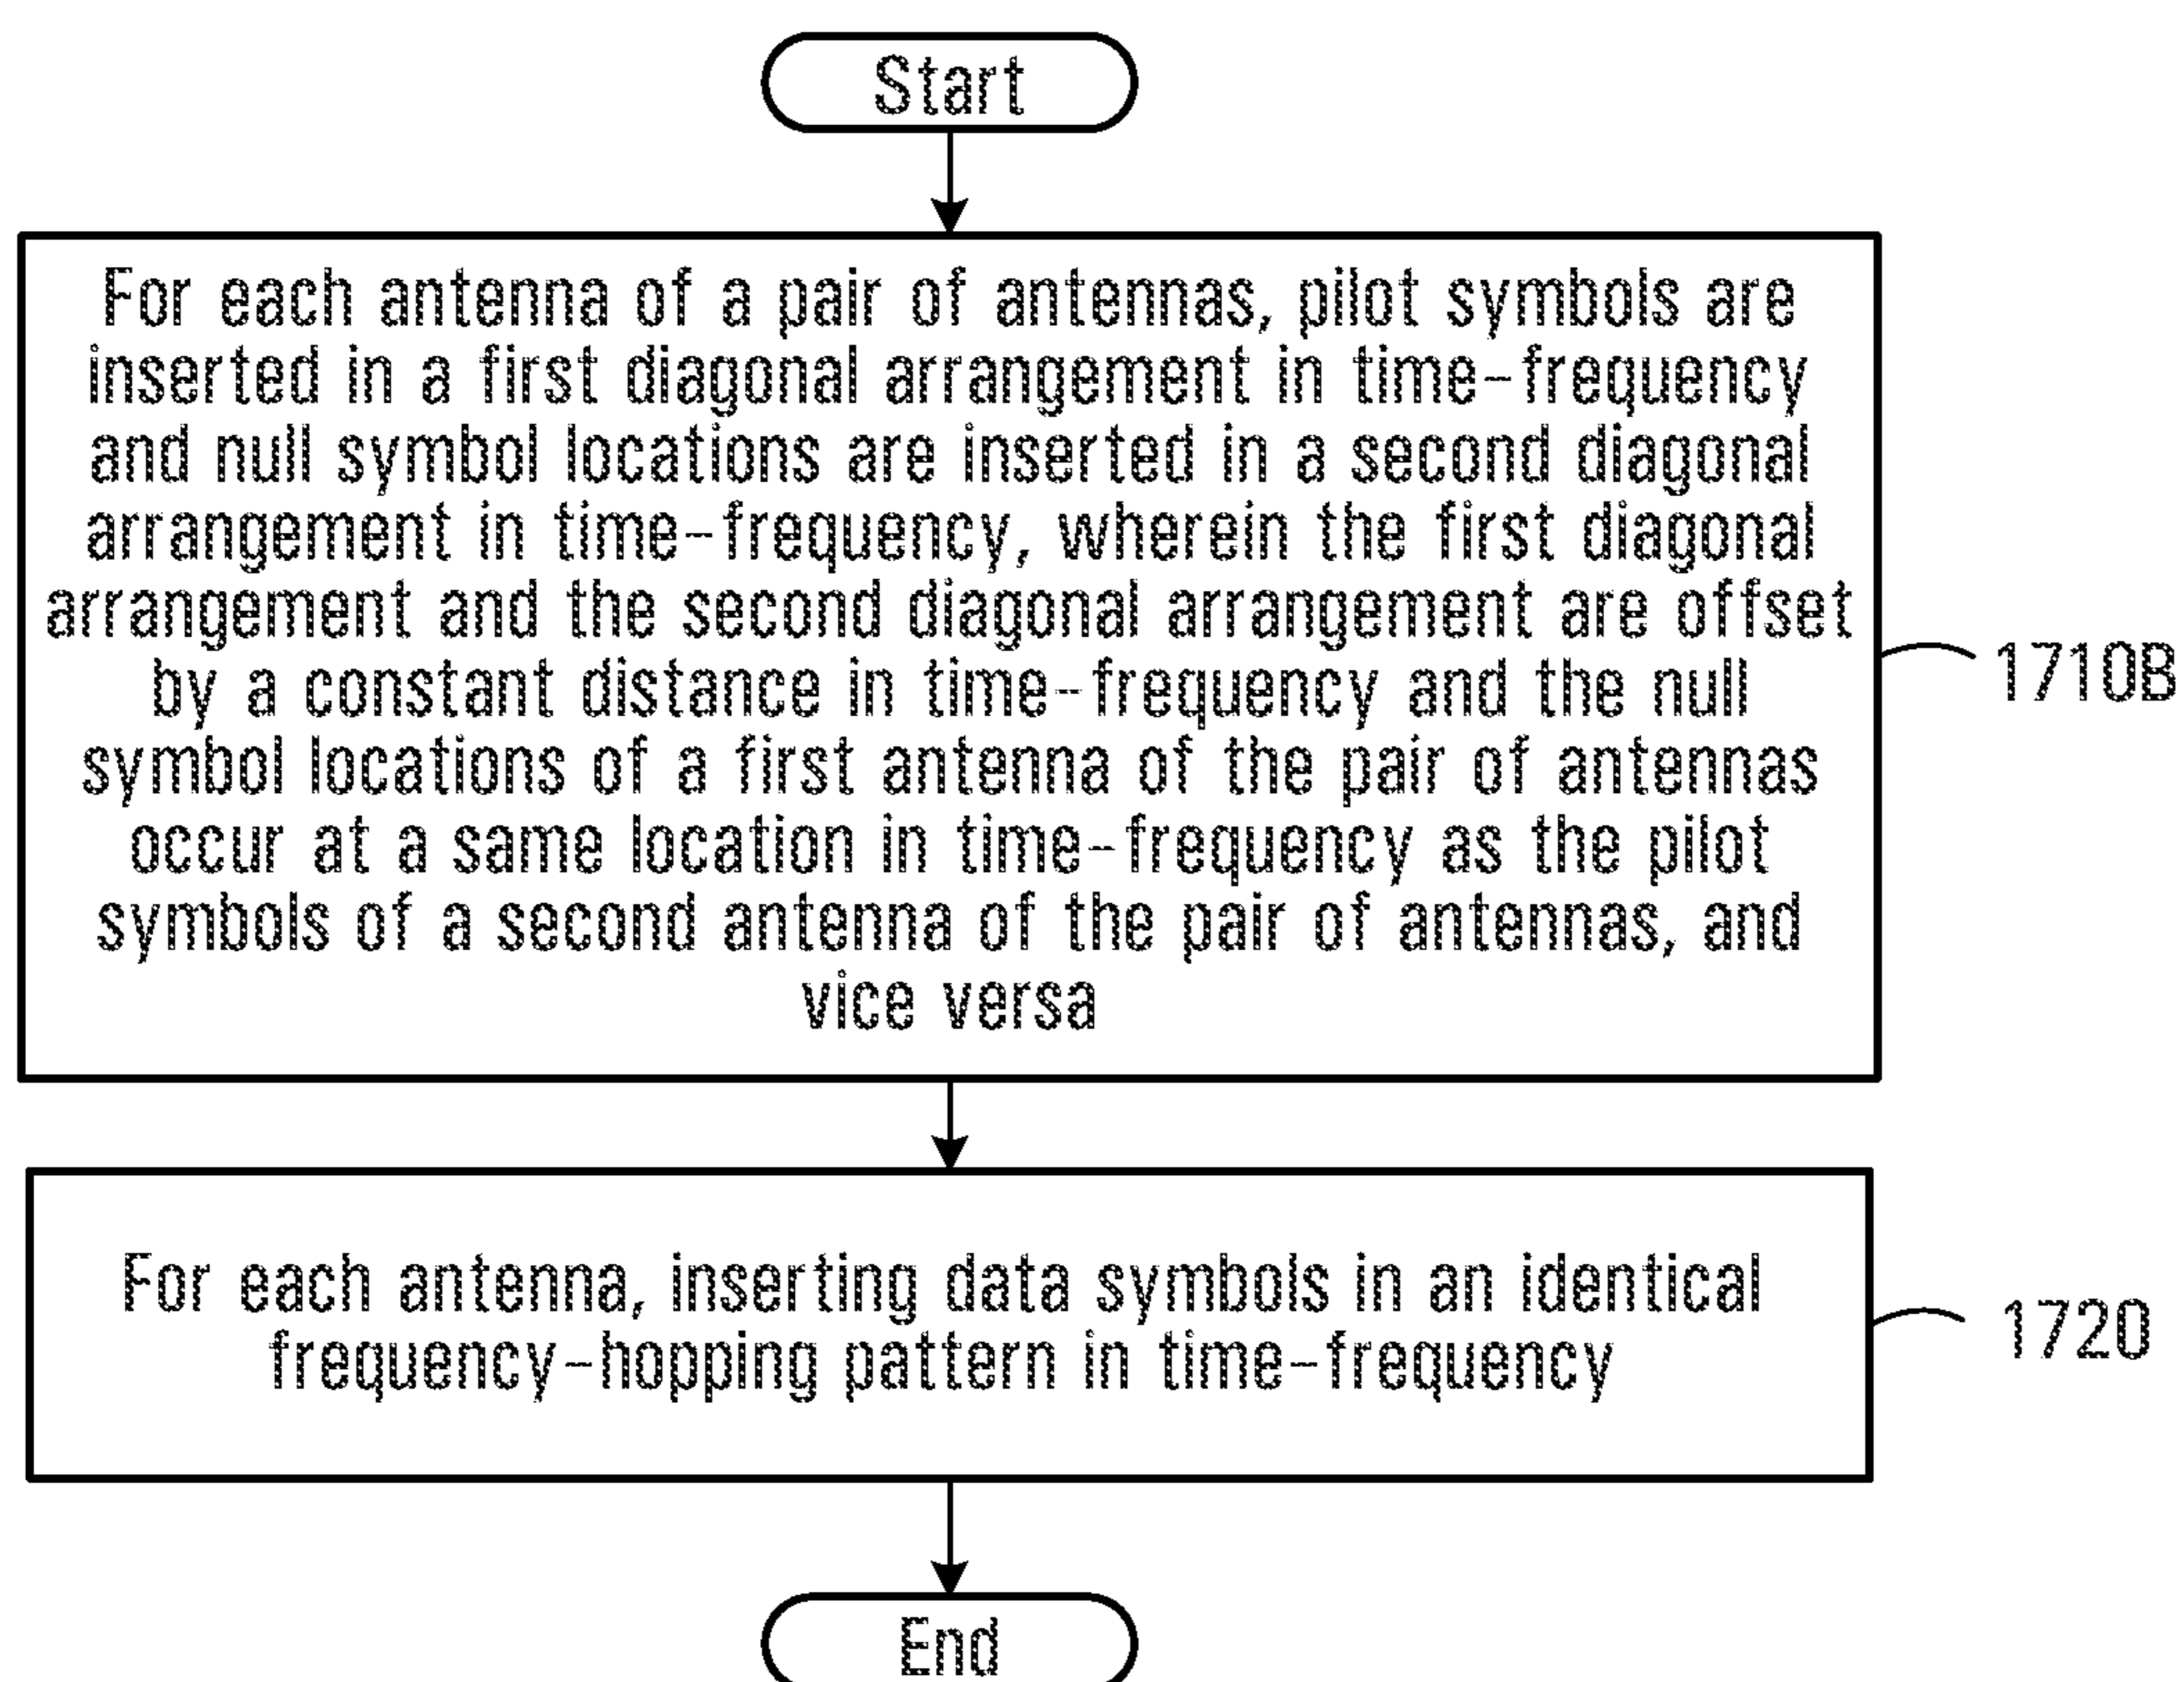 Start
For each antenna of a pair of antennas, pilot symbols are
inserted in a first diagonal arrangement in time-frequency
and null symbol locations are inserted in a second diagonal
arrangement in time-frequency, wherein the first diagonal
arrangement and the second diagonal arrangement are offset
by a constant distance in time-frequency and the null
symbol locations of a first antenna of the pair of antennas
occur at a same location in time-frequency as the pilot
symbols of a second antenna of the pair of antennas, and
vice versa
1710B
For each antenna, inserting data symbols in an identical
frequency-hopping pattern in time-frequency
1720
End